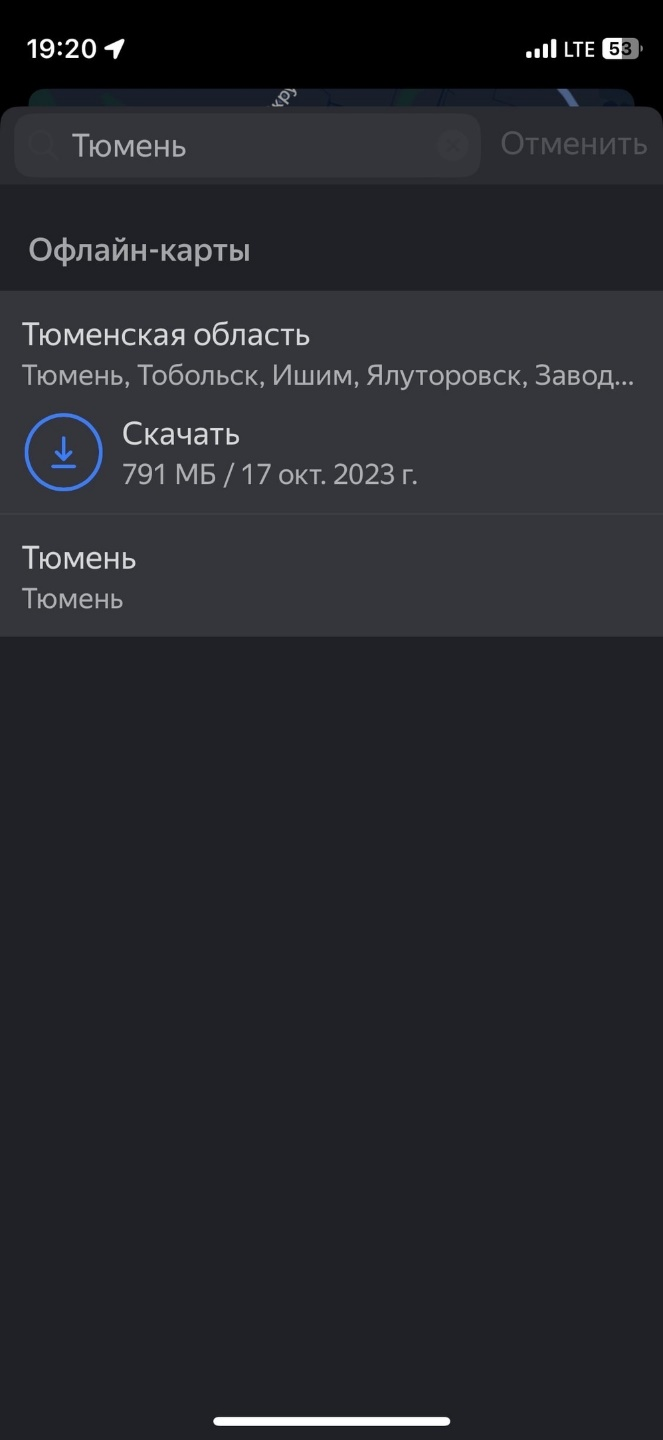 19:20 LTE 53
кру
Тюмень Отменить
Офлайн-карты
Тюменская область
Тюмень, Тобольск, Ишим, Ялуторовск, Завод...
Скачать
791 МБ / 17 окт. 2023 г.
Тюмень
Тюмень